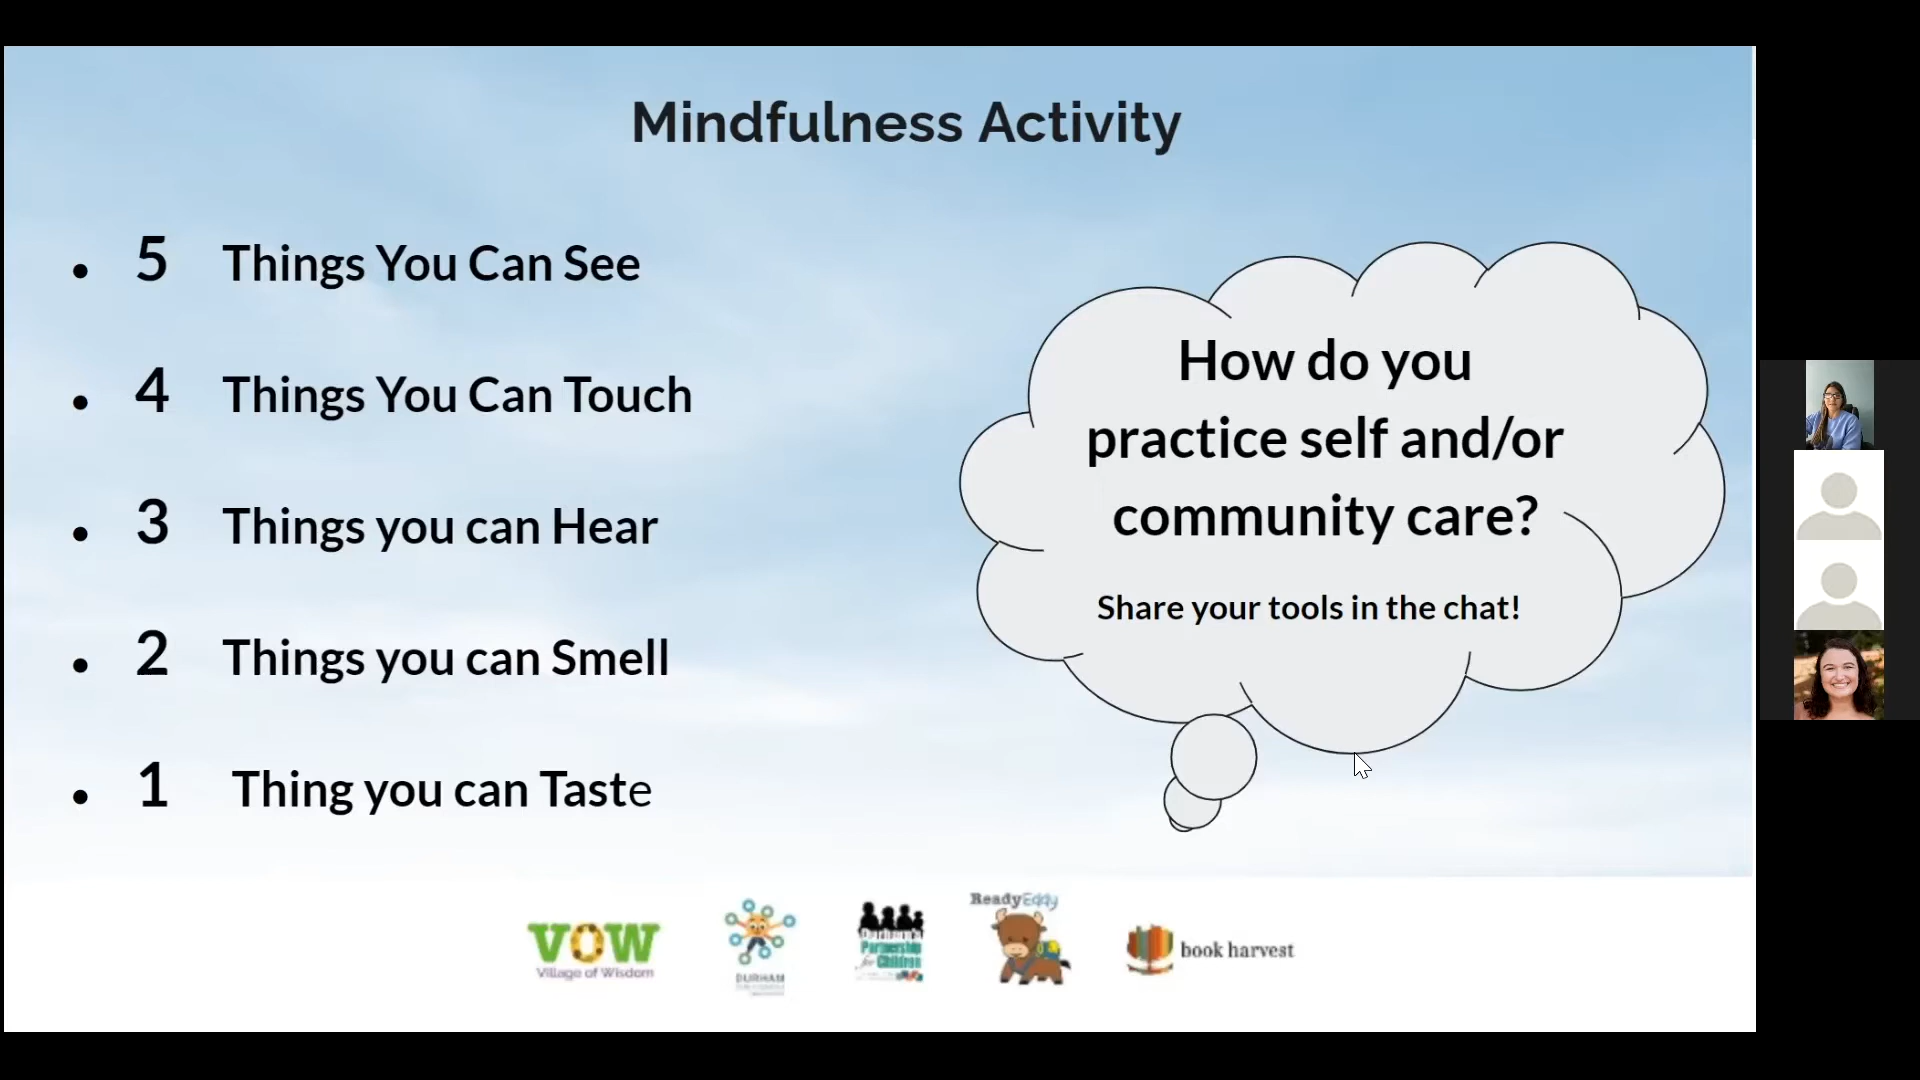 Mindfulness Activity
• 5 Things You Can See
• 4 Things You Can Touch
• 3 Things you can Hear
• 2 Things you can Smell
• 1 Thing you can Taste
How do you
practice self and/or
community care?
Share your tools in the chat!
VOW
Village of Wisdom
DURHAM
Durham's
Partnership
for Children
ReadyEddy
book harvest